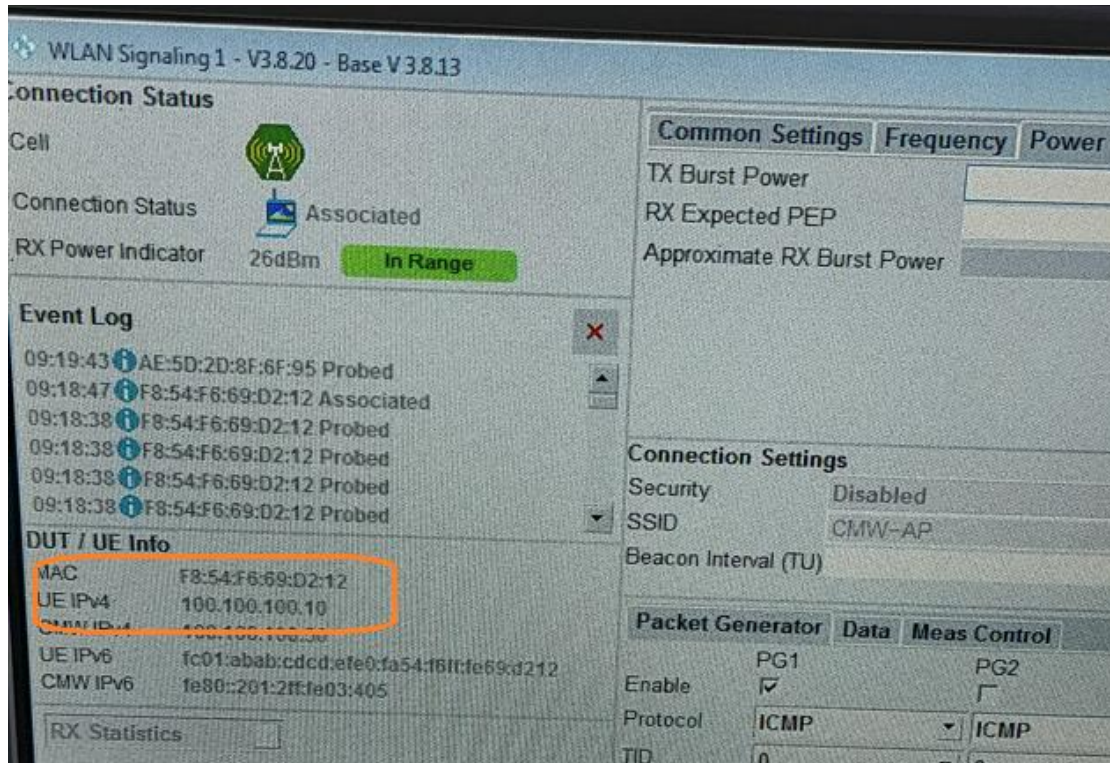 WLAN Signaling 1 - V3.8.20 - Base V 3.8.13
Connection Status
Cell
Connection Status Associated
RX Power Indicator 26dBm In Range
Event Log
09:19:43 AE:5D:2D:8F:6F:95 Probed
09:18:47 F8:54:F6:69:D2:12 Associated
09:18:38 F8:54:F6:69:D2:12 Probed
09:18:38 F8:54:F6:69:D2:12 Probed
09:18:38 F8:54:F6:69:D2:12 Probed
09:18:38 F8:54:F6:69:D2:12 Probed
DUT / UE Info
MAC F8:54:F6:69:D2:12
UE IPv4 100.100.100.10
CMW IPv4
UE IPv6 fc01:abab:cdcd:efe0:fa54:f6ff:fe69:d212
CMW IPv6 fe80::201:2ff:fe03:405
RX Statistics
Common Settings Frequency Power
TX Burst Power
RX Expected PEP
Approximate RX Burst Power
Connection Settings
Security Disabled
SSID CMW-AP
Beacon Interval (TU)
Packet Generator Data Meas Control
PG1 PG2
Enable
Protocol ICMP ICMP
TID 0